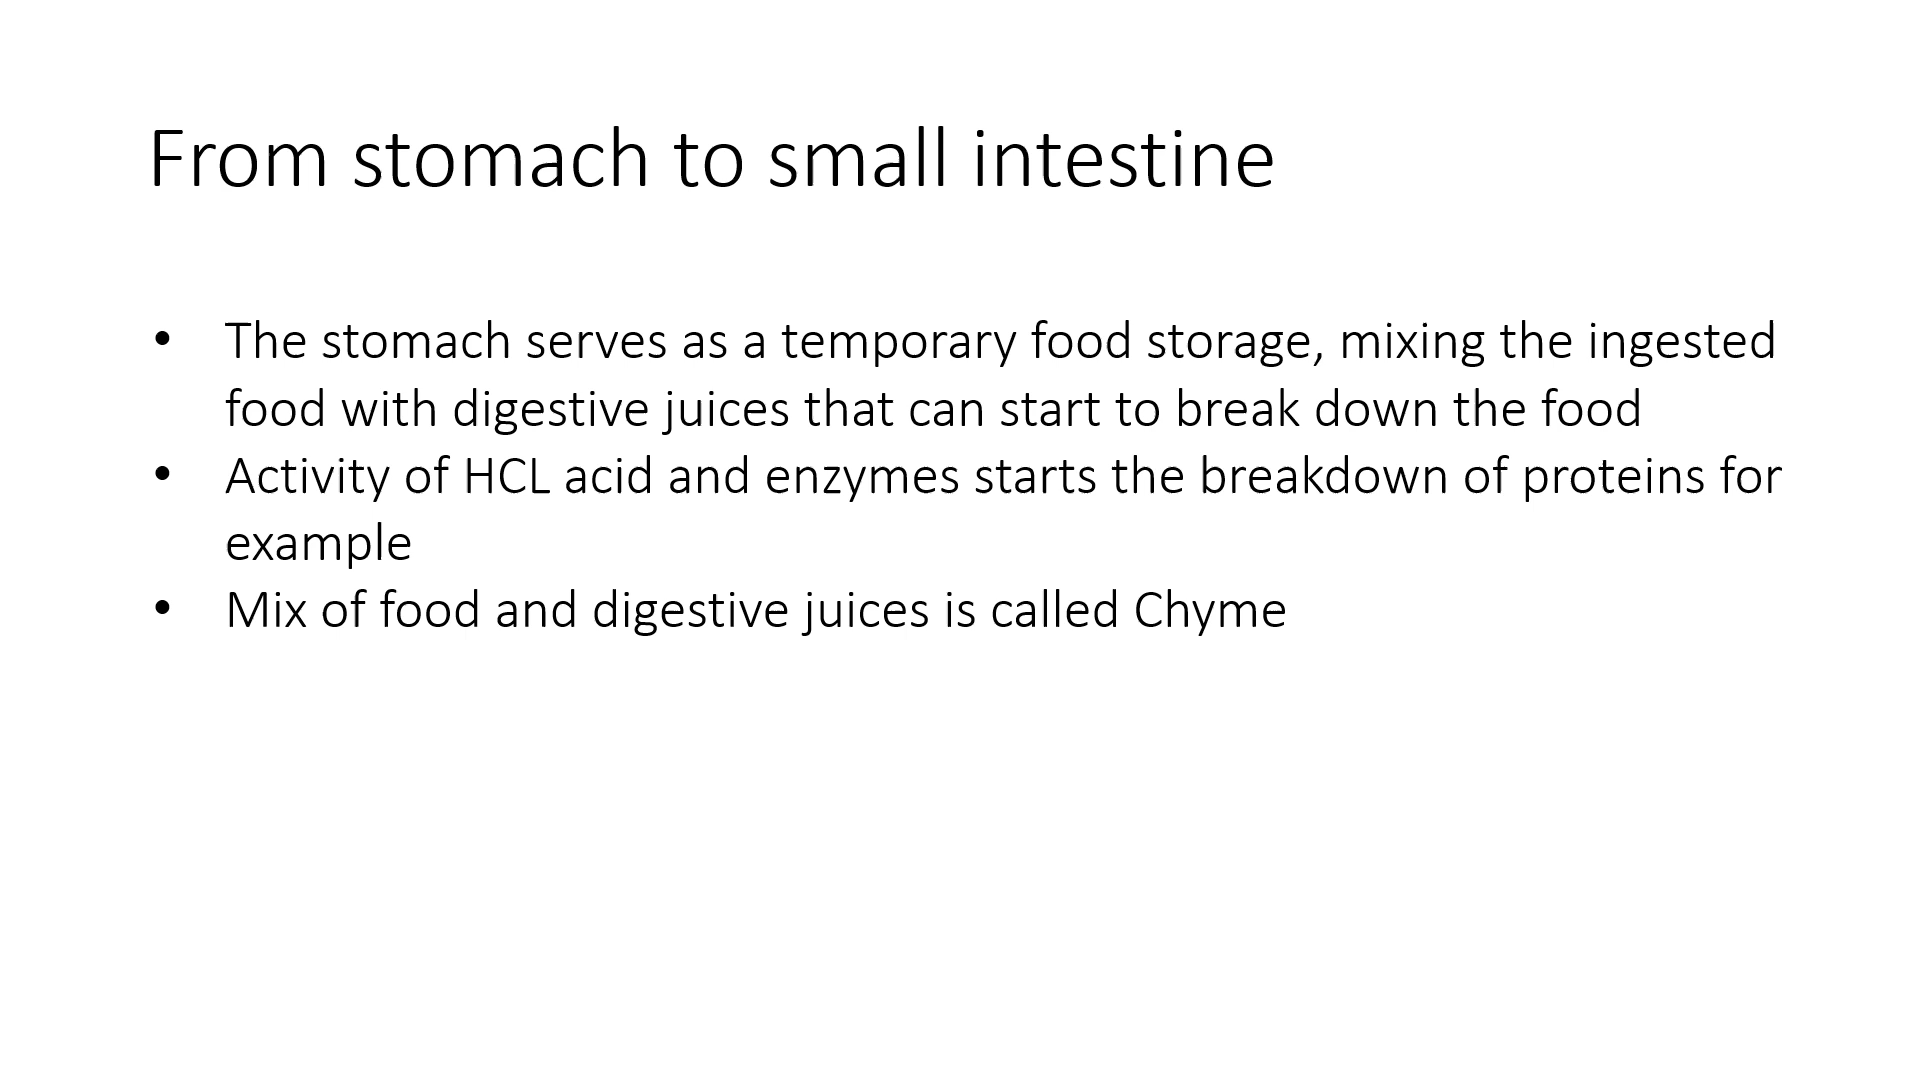 From stomach to small intestine
• The stomach serves as a temporary food storage, mixing the ingested
food with digestive juices that can start to break down the food
• Activity of HCL acid and enzymes starts the breakdown of proteins for
example
• Mix of food and digestive juices is called Chyme